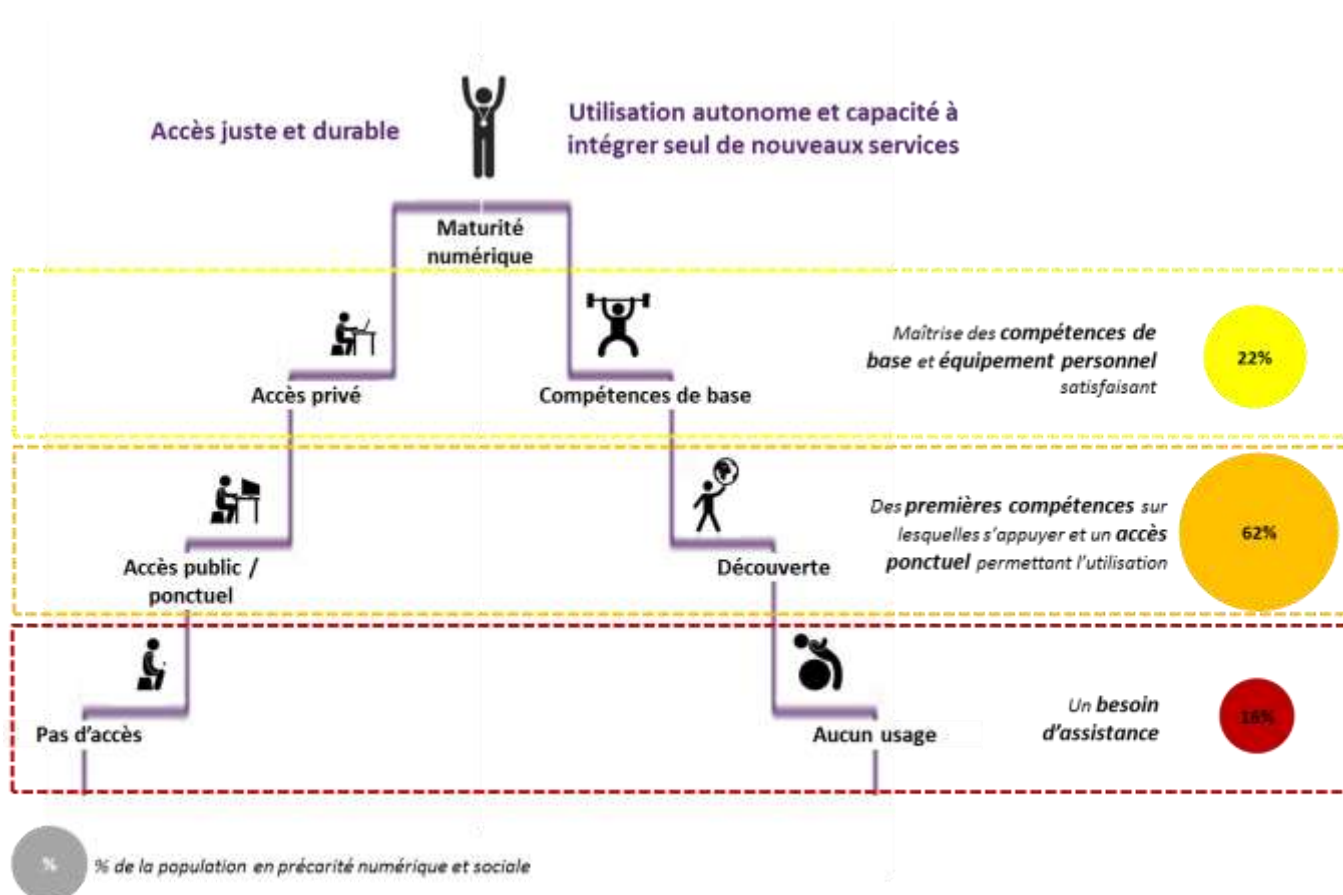 Accès juste et durable
Utilisation autonome et capacité à
intégrer seul de nouveaux services
Maturité
numérique
Accès privé
Compétences de base
Maîtrise des compétences de
base et équipement personnel
satisfaisant
22%
Accès public /
ponctuel
Découverte
Des premières compétences sur
lesquelles s'appuyer et un accès
ponctuel permettant l'utilisation
62%
Pas d'accès
Aucun usage
Un besoin
d'assistance
16%
%
% de la population en précarité numérique et sociale